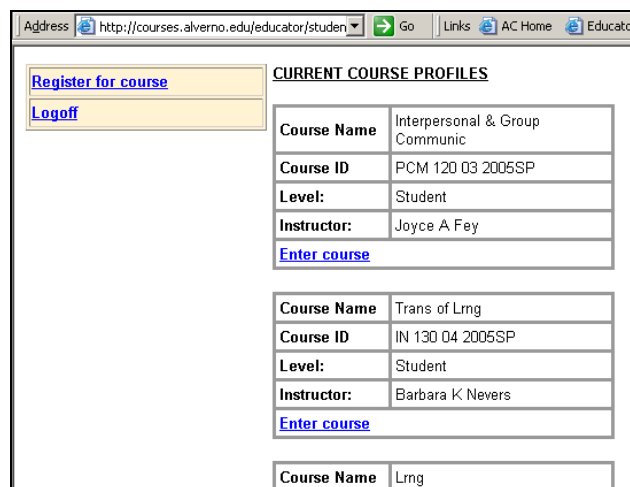 Address http://courses.alverno.edu/educator/studen Go Links AC Home Educato
Register for course
Logoff
CURRENT COURSE PROFILES
Course Name Interpersonal & Group
Communic
Course ID PCM 120 03 2005SP
Level: Student
Instructor: Joyce A Fey
Enter course
Course Name Trans of Lrng
Course ID IN 130 04 2005SP
Level: Student
Instructor: Barbara K Nevers
Enter course
Course Name Lrng